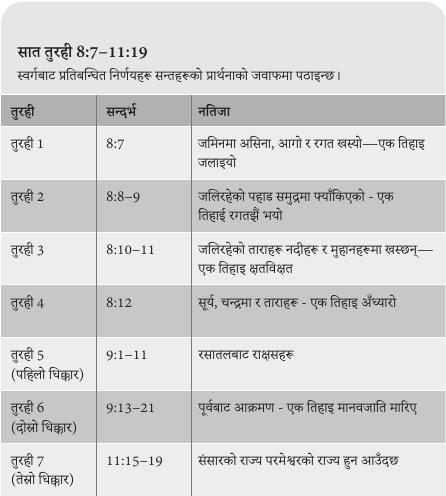 सात तुरही 8:7–11:19
स्वर्गबाट प्रतिबन्धित निर्णयहरू सन्तहरूको प्रार्थनाको जवाफमा पठाइन्छ।
तुरही सन्दर्भ नतिजा
तुरही 1 8:7 जमिनमा असिना, आगो र रगत खस्यो—एक तिहाइ
जलाइयो
तुरही 2 8:8–9 जलिरहेको पहाड समुद्रमा फ्याँकिएको - एक
तिहाई रगतझैं भयो
तुरही 3 8:10–11 जलिरहेको ताराहरू नदीहरू र मुहानहरूमा खस्छन्—
एक तिहाइ क्षतविक्षत
तुरही 4 8:12 सूर्य, चन्द्रमा र ताराहरू - एक तिहाइ अँध्यारो
तुरही 5 9:1–11 रसातलबाट राक्षसहरू
(पहिलो धिक्कार)
तुरही 6 9:13–21 पूर्वबाट आक्रमण - एक तिहाइ मानवजाति मारिए
(दोस्रो धिक्कार)
तुरही 7 11:15–19 संसारको राज्य परमेश्वरको राज्य हुन आउँदछ
(तेस्रो धिक्कार)